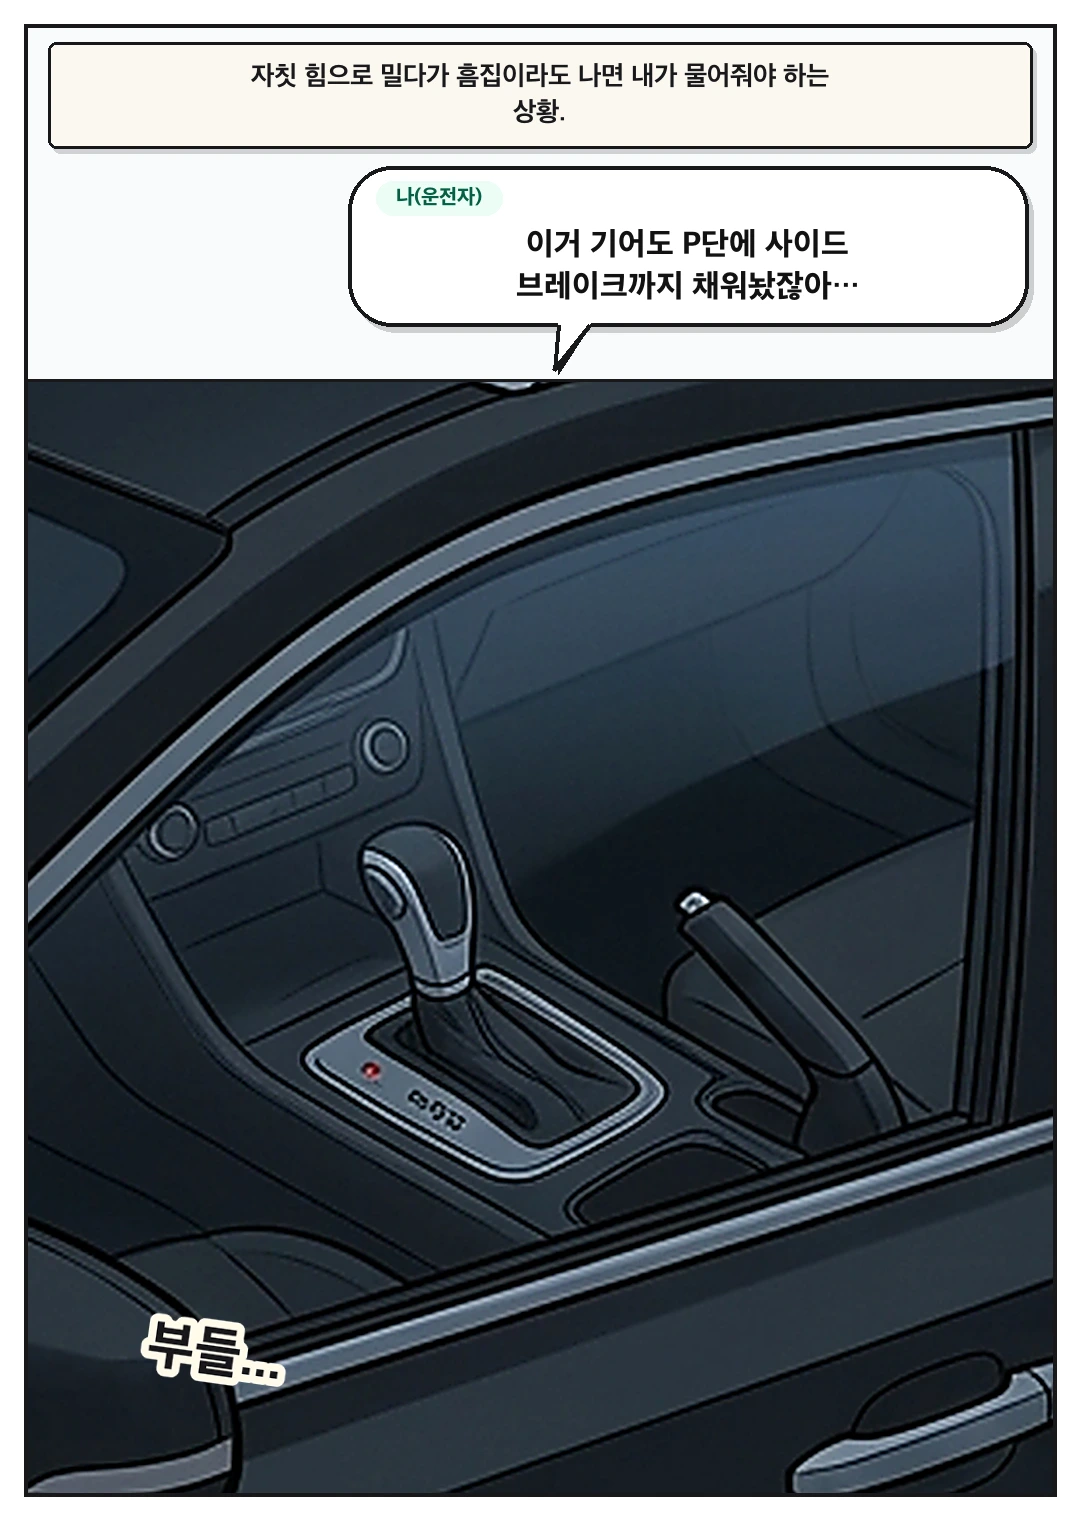 자칫 힘으로 밀다가 흠집이라도 나면 내가 물어줘야 하는
상황.
나(운전자)
이거 기어도 P단에 사이드
브레이크까지 채워놨잖아…
부들...